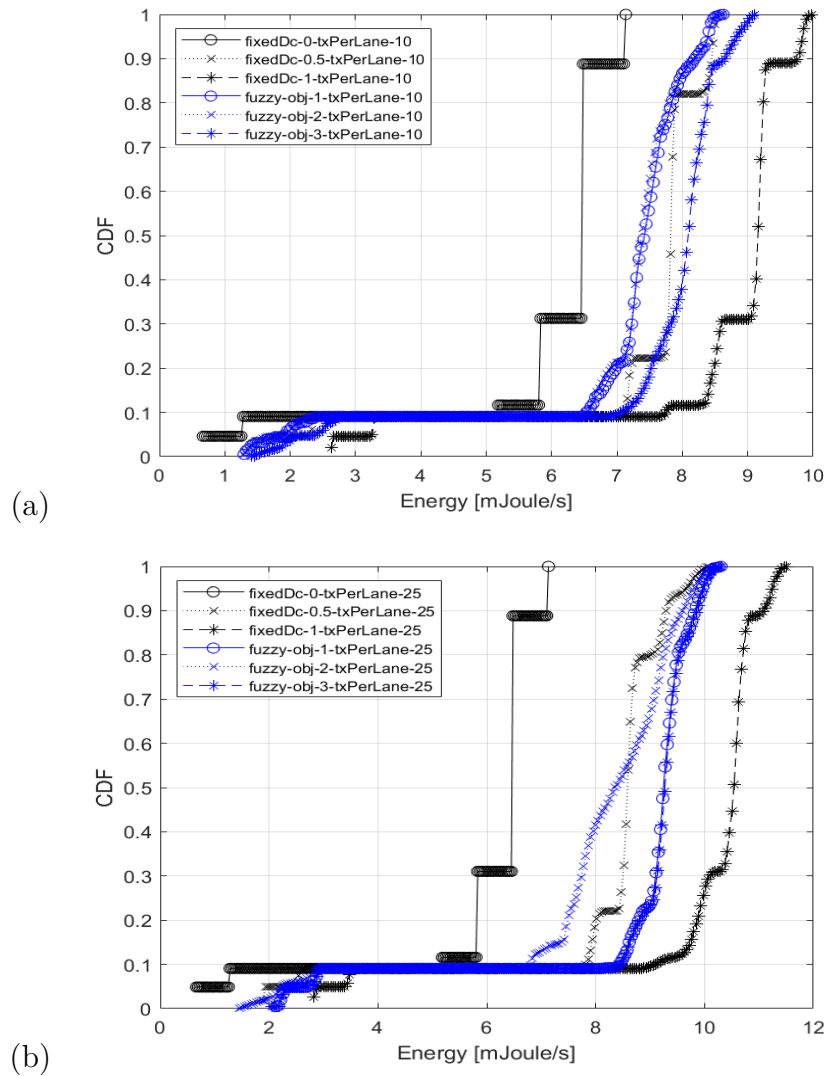 1
0.9
0.8
0.7
0.6
0.5
0.4
0.3
0.2
0.1
0
CDF
fixedDc-0-txPerLane-10
fixedDc-0.5-txPerLane-10
fixedDc-1-txPerLane-10
fuzzy-obj-1-txPerLane-10
fuzzy-obj-2-txPerLane-10
fuzzy-obj-3-txPerLane-10
0 1 2 3 4 5 6 7 8 9 10
Energy [mJoule/s]
(a)
1
0.9
0.8
0.7
0.6
0.5
0.4
0.3
0.2
0.1
0
CDF
fixedDc-0-txPerLane-25
fixedDc-0.5-txPerLane-25
fixedDc-1-txPerLane-25
fuzzy-obj-1-txPerLane-25
fuzzy-obj-2-txPerLane-25
fuzzy-obj-3-txPerLane-25
0 2 4 6 8 10 12
Energy [mJoule/s]
(b)